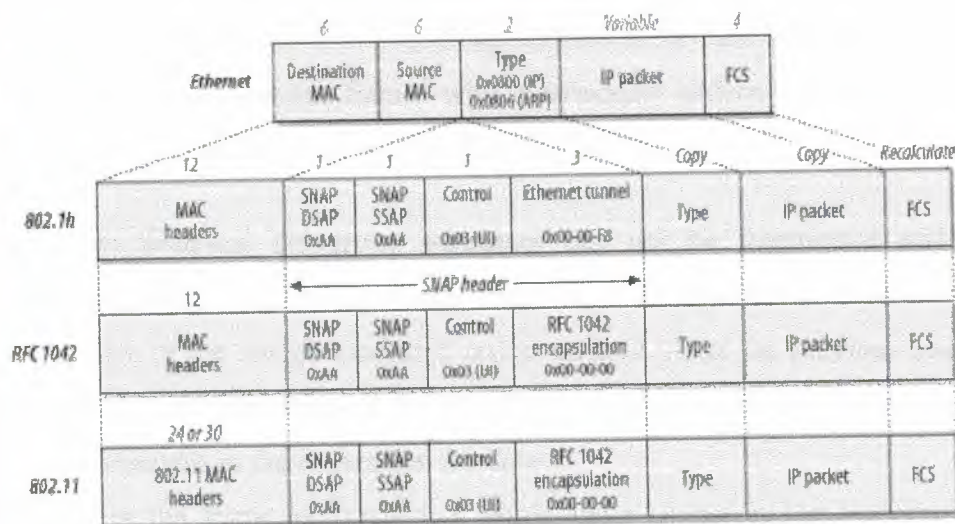 6 6 2 Variable 4
Ethernet
Destination MAC
Source MAC
Type 0x0800 (IP) 0x0806 (ARP)
IP packet
FCS
12 1 1 1 3 Copy Copy Recalculate
802.1h
MAC headers
SNAP DSAP 0xAA
SNAP SSAP 0xAA
Control 0x03 (UI)
Ethernet tunnel 0x00-00-F8
Type
IP packet
FCS
SNAP header
12
RFC 1042
MAC headers
SNAP DSAP 0xAA
SNAP SSAP 0xAA
Control 0x03 (UI)
RFC 1042 encapsulation 0x00-00-00
Type
IP packet
FCS
24 or 30
802.11
802.11 MAC headers
SNAP DSAP 0xAA
SNAP SSAP 0xAA
Control 0x03 (UI)
RFC 1042 encapsulation 0x00-00-00
Type
IP packet
FCS